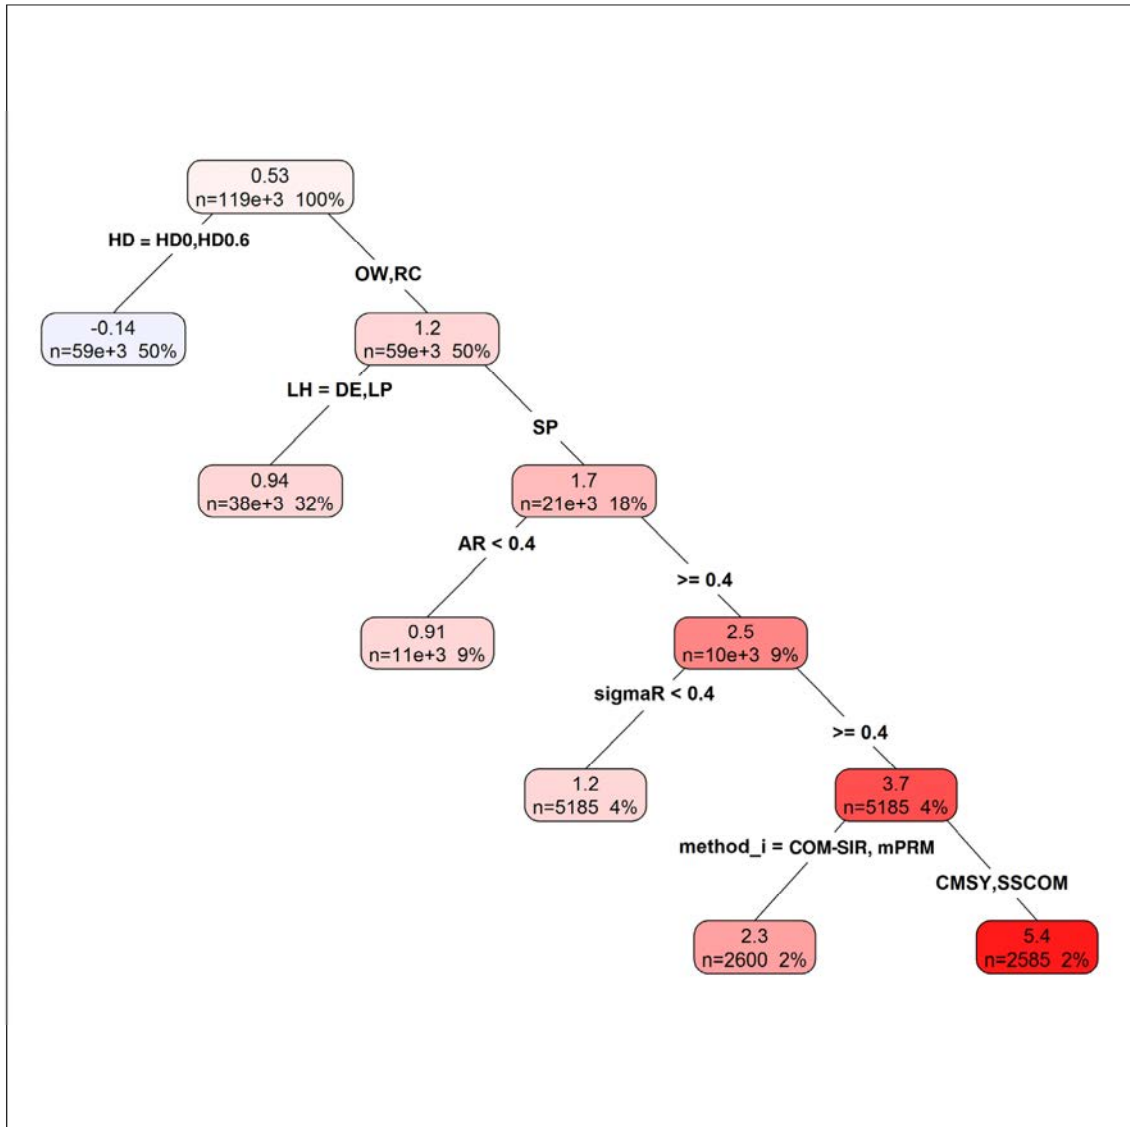 0.53
n=119e+3 100%
HD = HD0,HD0.6
OW,RC
-0.14
n=59e+3 50%
1.2
n=59e+3 50%
LH = DE,LP
SP
0.94
n=38e+3 32%
1.7
n=21e+3 18%
AR < 0.4
>= 0.4
0.91
n=11e+3 9%
2.5
n=10e+3 9%
sigmaR < 0.4
>= 0.4
1.2
n=5185 4%
3.7
n=5185 4%
method_i = COM-SIR, mPRM
CMSY,SSCOM
2.3
n=2600 2%
5.4
n=2585 2%